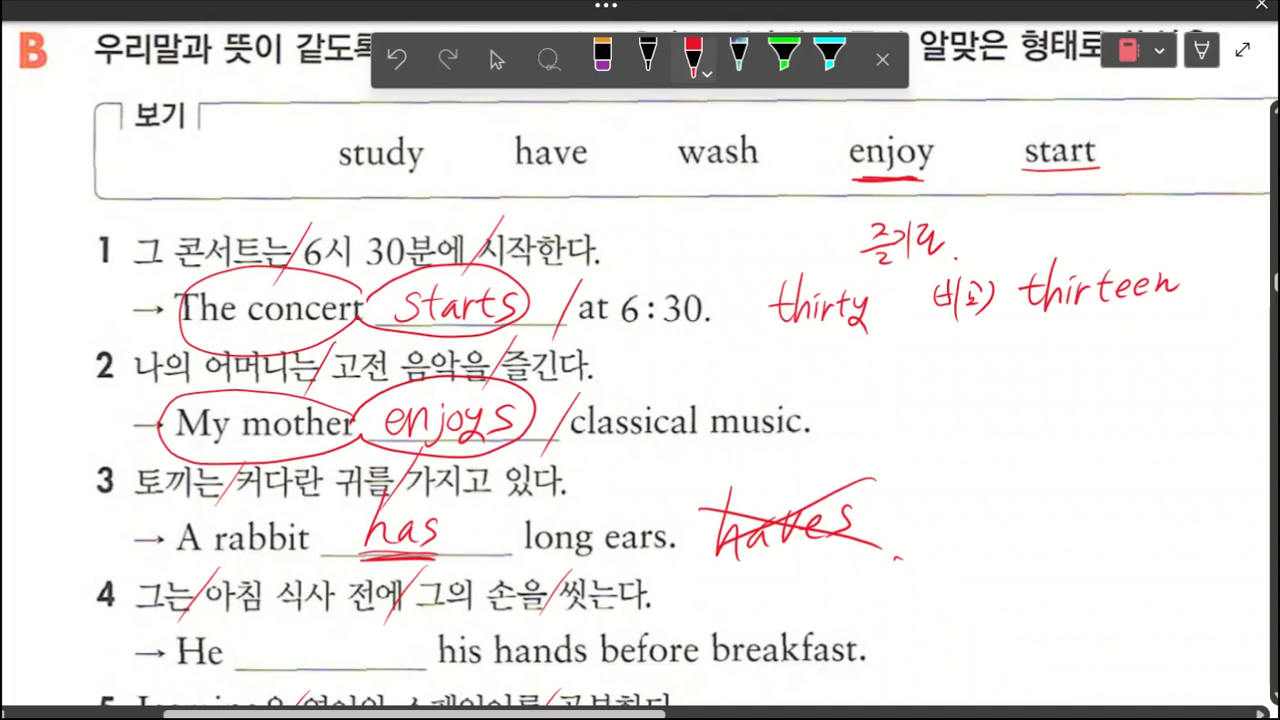 B 우리말과 뜻이 같도록 알맞은 형태로
보기
study have wash enjoy start
1 그 콘서트는/6시 30분에/시작한다.
즐기다.
→ The concert starts / at 6:30. thirty 비교) thirteen
2 나의 어머니는/고전 음악을/즐긴다.
→ My mother enjoys / classical music.
3 토끼는/커다란 귀를/가지고 있다.
→ A rabbit has long ears. haves
4 그는/아침 식사 전에/그의 손을/씻는다.
→ He ________ his hands before breakfast.